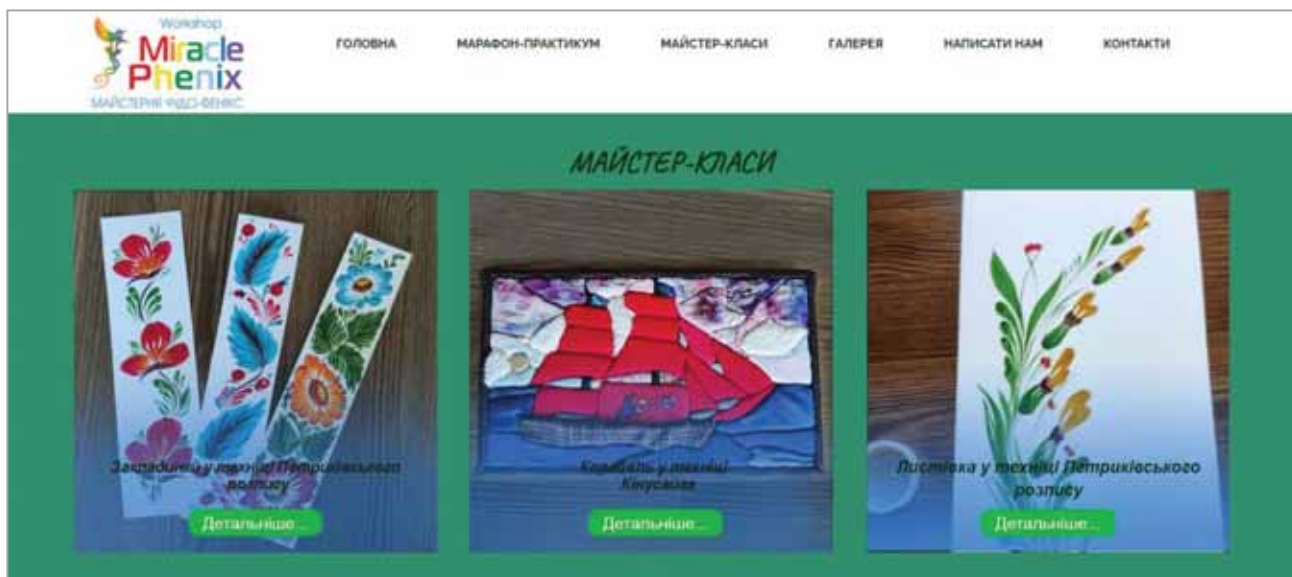 Workshop
Miracle
Phenix
МАЙСТЕРНЯ ЧУДО-ФЕНІКС
ГОЛОВНА
МАРАФОН-ПРАКТИКУМ
МАЙСТЕР-КЛАСИ
ГАЛЕРЕЯ
НАПИСАТИ НАМ
КОНТАКТИ
МАЙСТЕР-КЛАСИ
Закладинки у техніці Петриківського
розпису
Детальніше...
Корабель у техніці
Кінусайга
Детальніше...
Листівка у техніці Петриківського
розпису
Детальніше...